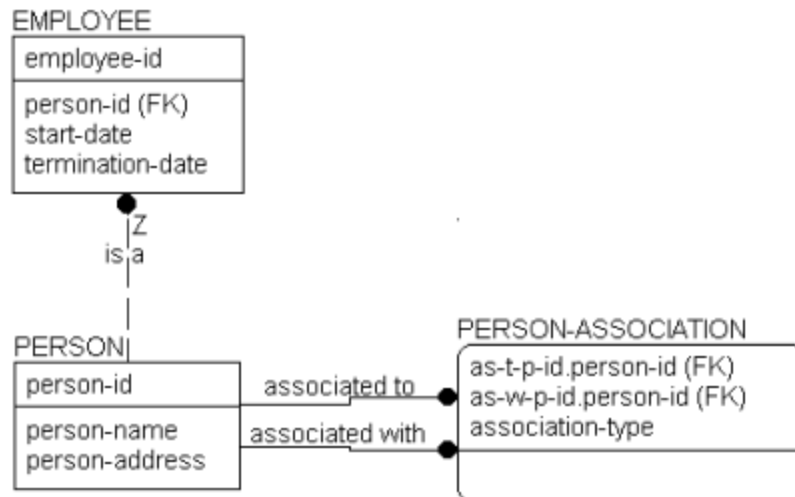 EMPLOYEE
employee-id
person-id (FK)
start-date
termination-date
Z
is a
PERSON
person-id
person-name
person-address
associated to
associated with
PERSON-ASSOCIATION
as-t-p-id.person-id (FK)
as-w-p-id.person-id (FK)
association-type